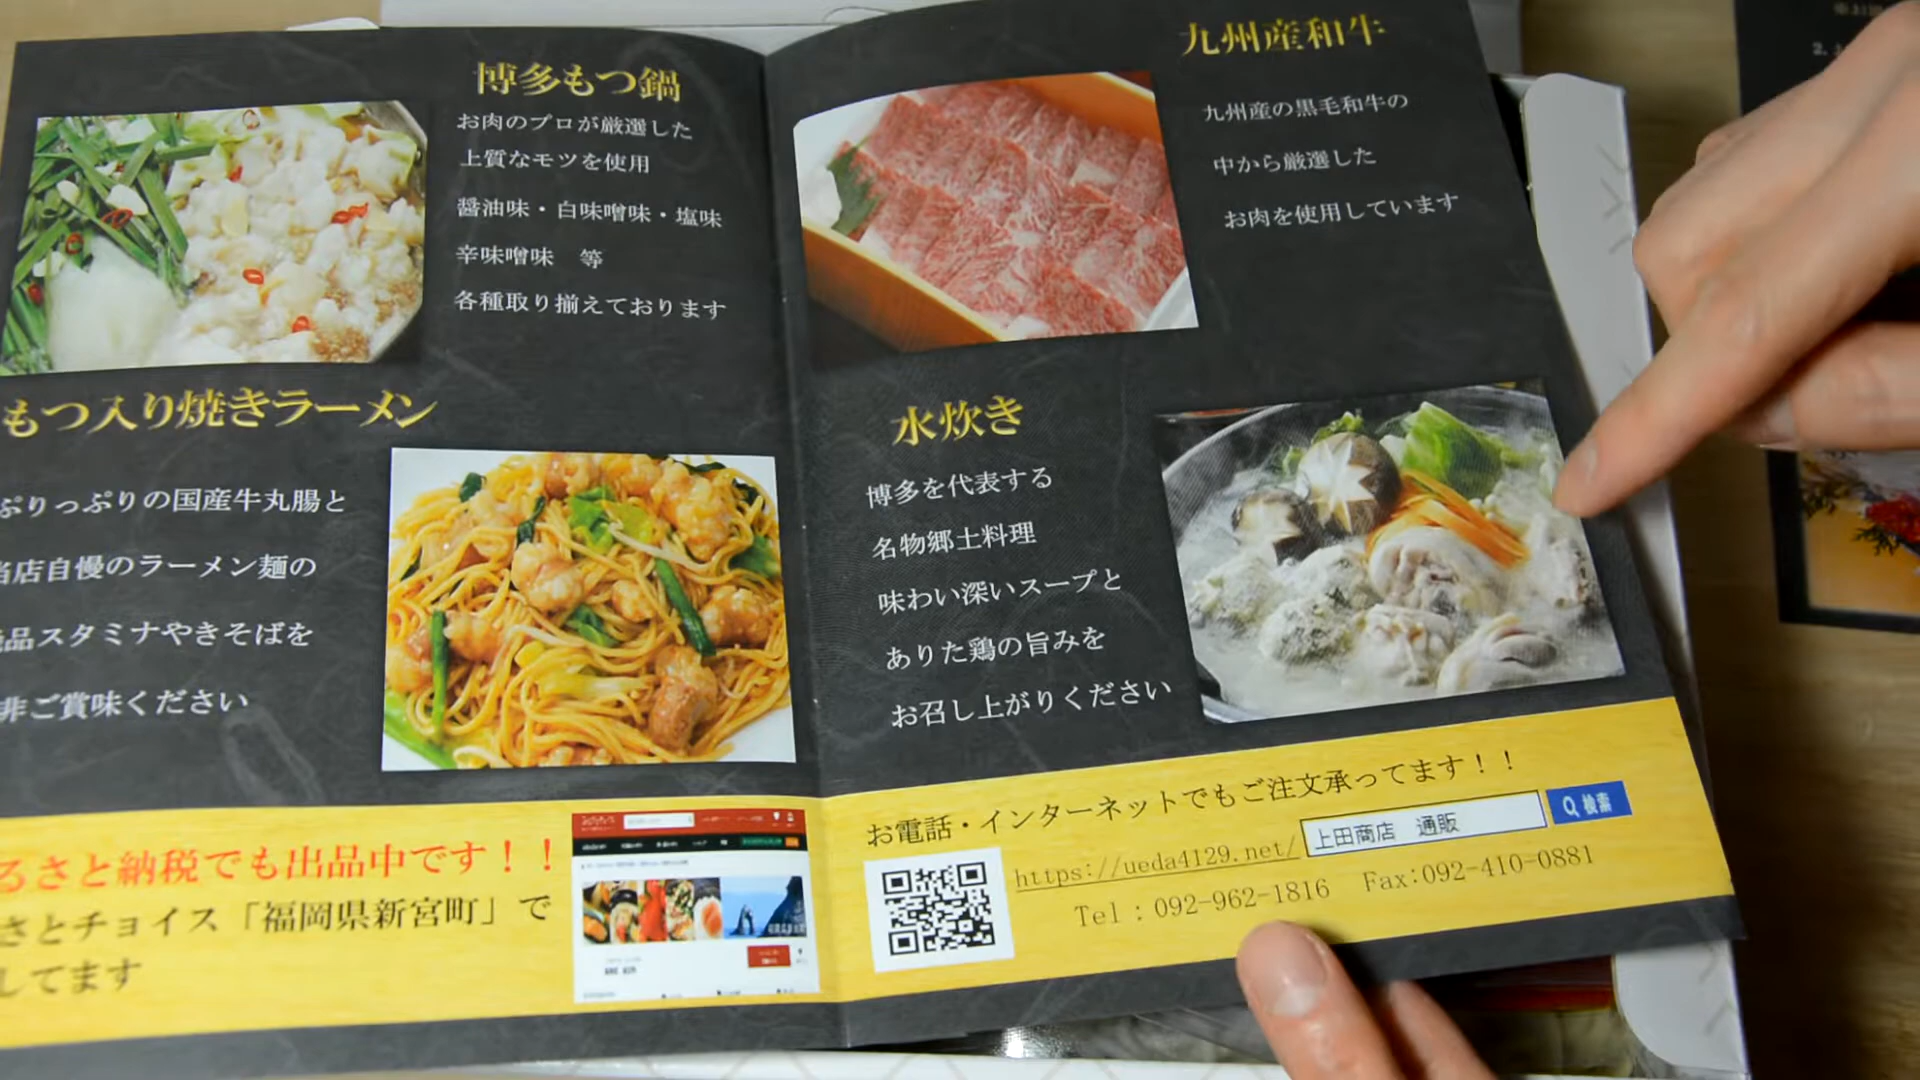 博多もつ鍋
お肉のプロが厳選した
上質なモツを使用
醤油味・白味噌味・塩味
辛味噌味　等
各種取り揃えております
もつ入り焼きラーメン
ぷりっぷりの国産牛丸腸と
当店自慢のラーメン麺の
品スタミナやきそばを
非ご賞味ください
るさと納税でも出品中です！！
さとチョイス「福岡県新宮町」で
してます
九州産和牛
九州産の黒毛和牛の
中から厳選した
お肉を使用しています
水炊き
博多を代表する
名物郷土料理
味わい深いスープと
ありた鶏の旨みを
お召し上がりください
お電話・インターネットでもご注文承ってます！！
https://ueda4129.net/
上田商店　通販
検索
Tel：092-962-1816　Fax:092-410-0881
2.